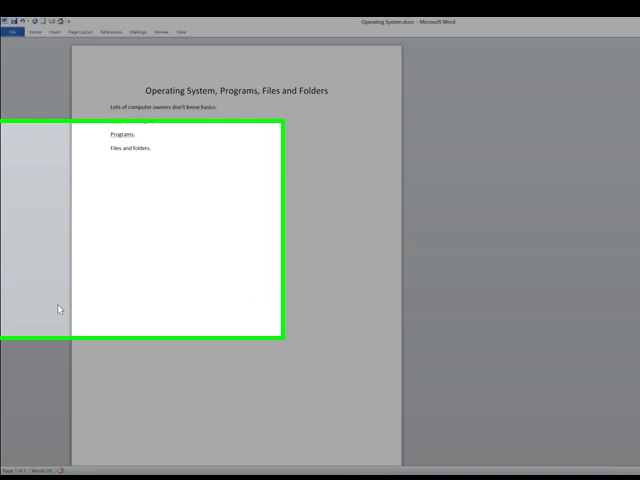 Operating System.docx - Microsoft Word
File Home Insert Page Layout References Mailings Review View
Operating System, Programs, Files and Folders
Lots of computer owners don't know basics.
Programs.
Files and folders.
Page: 1 of 1 Words: 20